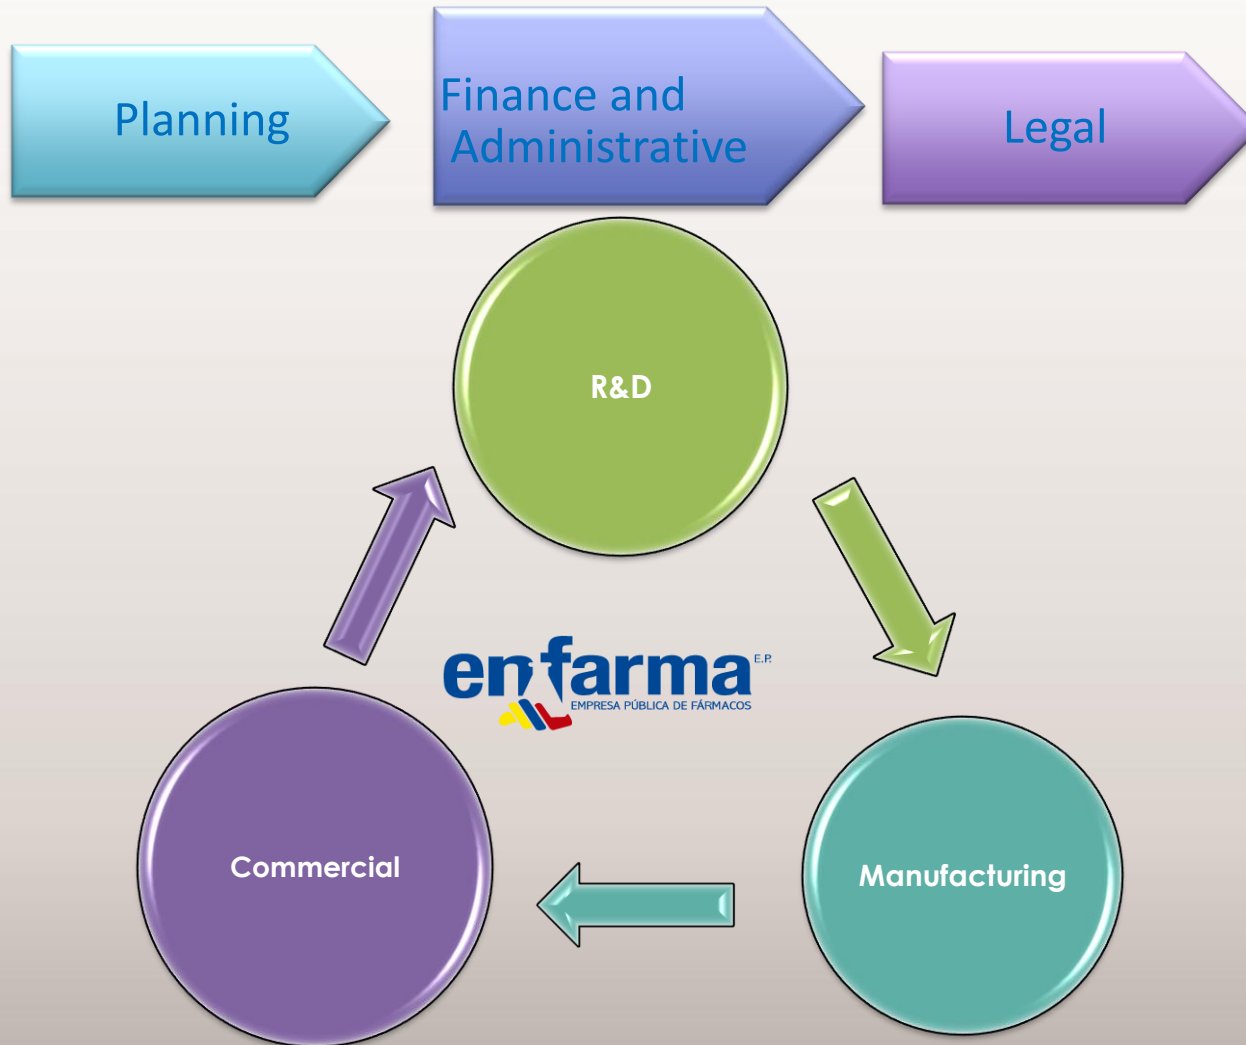 Planning
Finance and
Administrative
Legal
R&D
enfarma E.P.
EMPRESA PÚBLICA DE FÁRMACOS
Commercial
Manufacturing